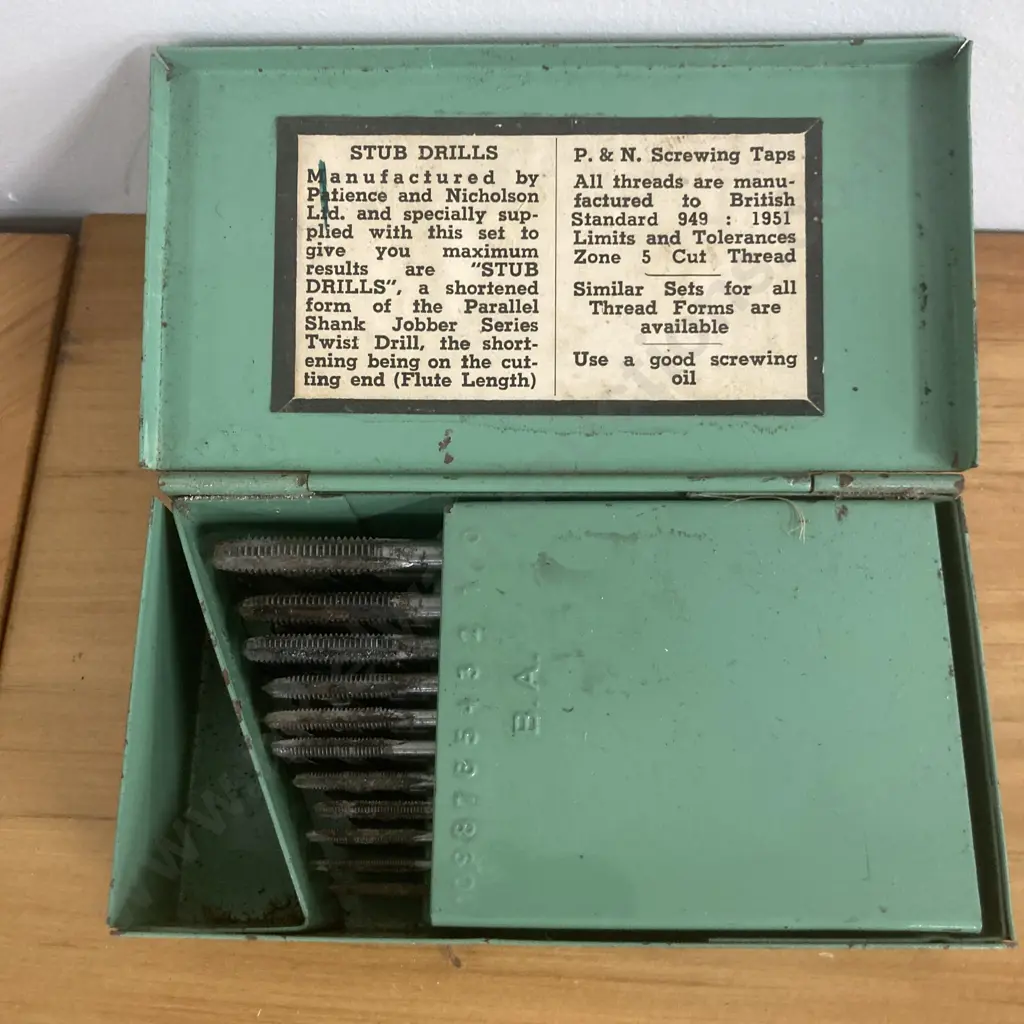 STUB DRILLS
Manufactured by
Patience and Nicholson
Ltd. and specially sup-
plied with this set to
give you maximum
results are "STUB
DRILLS", a shortened
form of the Parallel
Shank Jobber Series
Twist Drill, the short-
ening being on the cut-
ting end (Flute Length)
P. & N. Screwing Taps
All threads are manu-
factured to British
Standard 949 : 1951
Limits and Tolerances
Zone 5 Cut Thread
Similar Sets for all
Thread Forms are
available
Use a good screwing
oil
B.A.